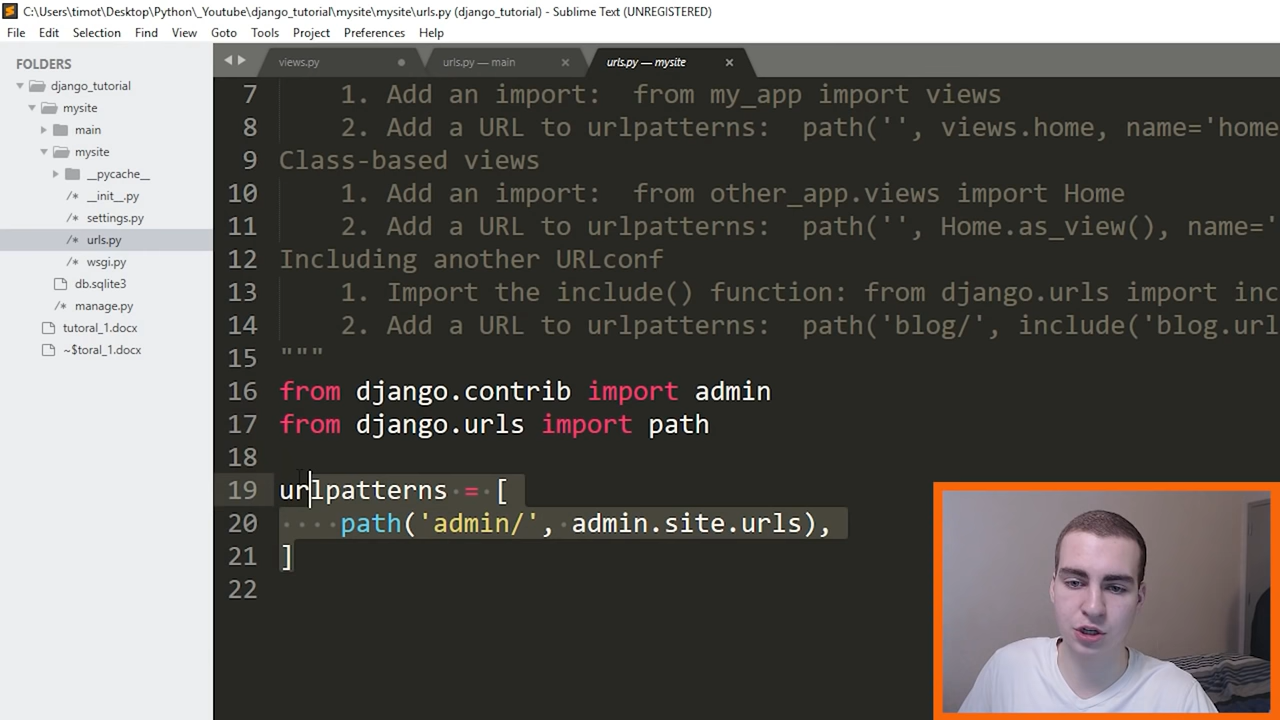 C:\Users\timot\Desktop\Python\_Youtube\django_tutorial\mysite\mysite\urls.py (django_tutorial) - Sublime Text (UNREGISTERED)
File Edit Selection Find View Goto Tools Project Preferences Help
FOLDERS
django_tutorial
mysite
main
mysite
__pycache__
/* __init__.py
/* settings.py
/* urls.py
/* wsgi.py
db.sqlite3
/* manage.py
tutoral_1.docx
~$toral_1.docx
views.py
urls.py — main
urls.py — mysite
7 1. Add an import:  from my_app import views
8 2. Add a URL to urlpatterns:  path('', views.home, name='home
9 Class-based views
10 1. Add an import:  from other_app.views import Home
11 2. Add a URL to urlpatterns:  path('', Home.as_view(), name='
12 Including another URLconf
13 1. Import the include() function: from django.urls import inc
14 2. Add a URL to urlpatterns:  path('blog/', include('blog.url
15 """
16 from django.contrib import admin
17 from django.urls import path
18
19 urlpatterns = [
20 path('admin/', admin.site.urls),
21 ]
22